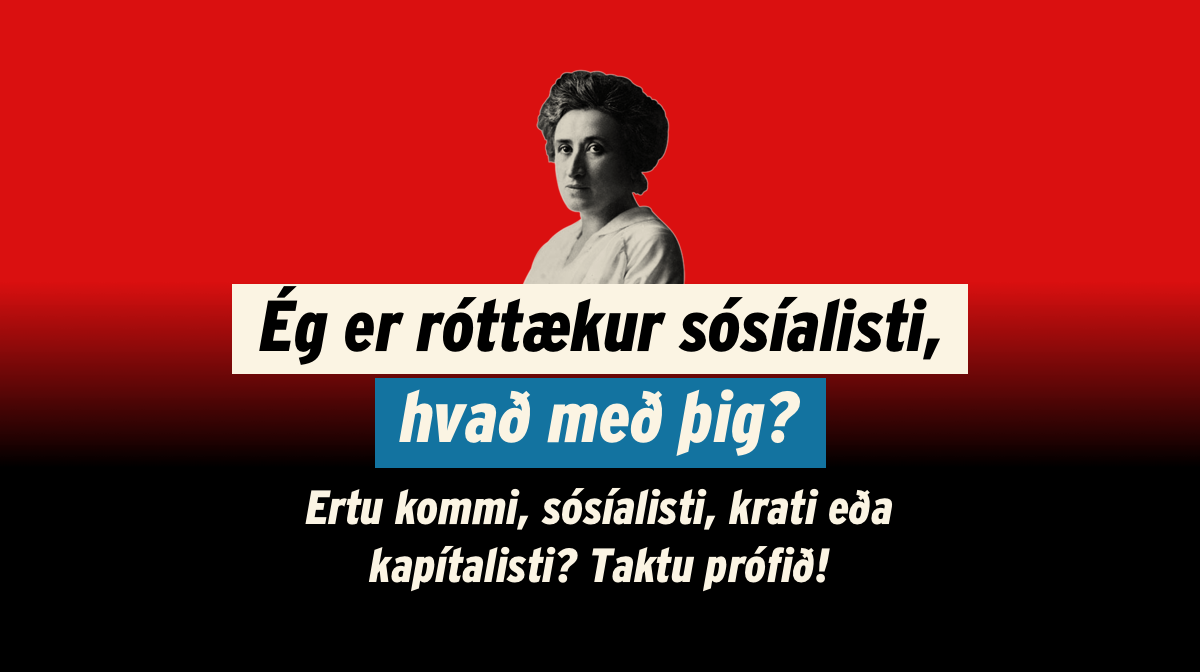 Ég er róttækur sósíalisti,
hvað með þig?
Ertu kommi, sósíalisti, krati eða
kapítalisti? Taktu prófið!